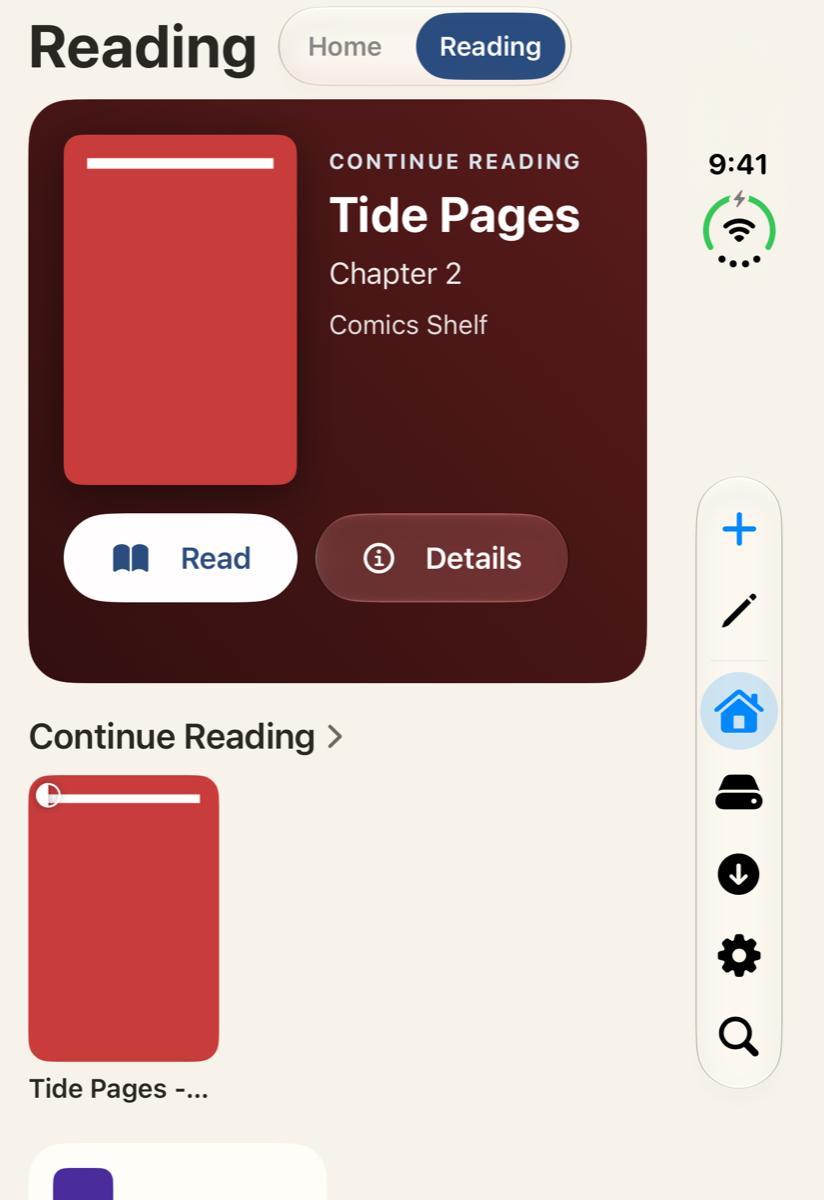 Reading
Home
Reading
9:41
CONTINUE READING
Tide Pages
Chapter 2
Comics Shelf
Read
Details
Continue Reading
Tide Pages -...